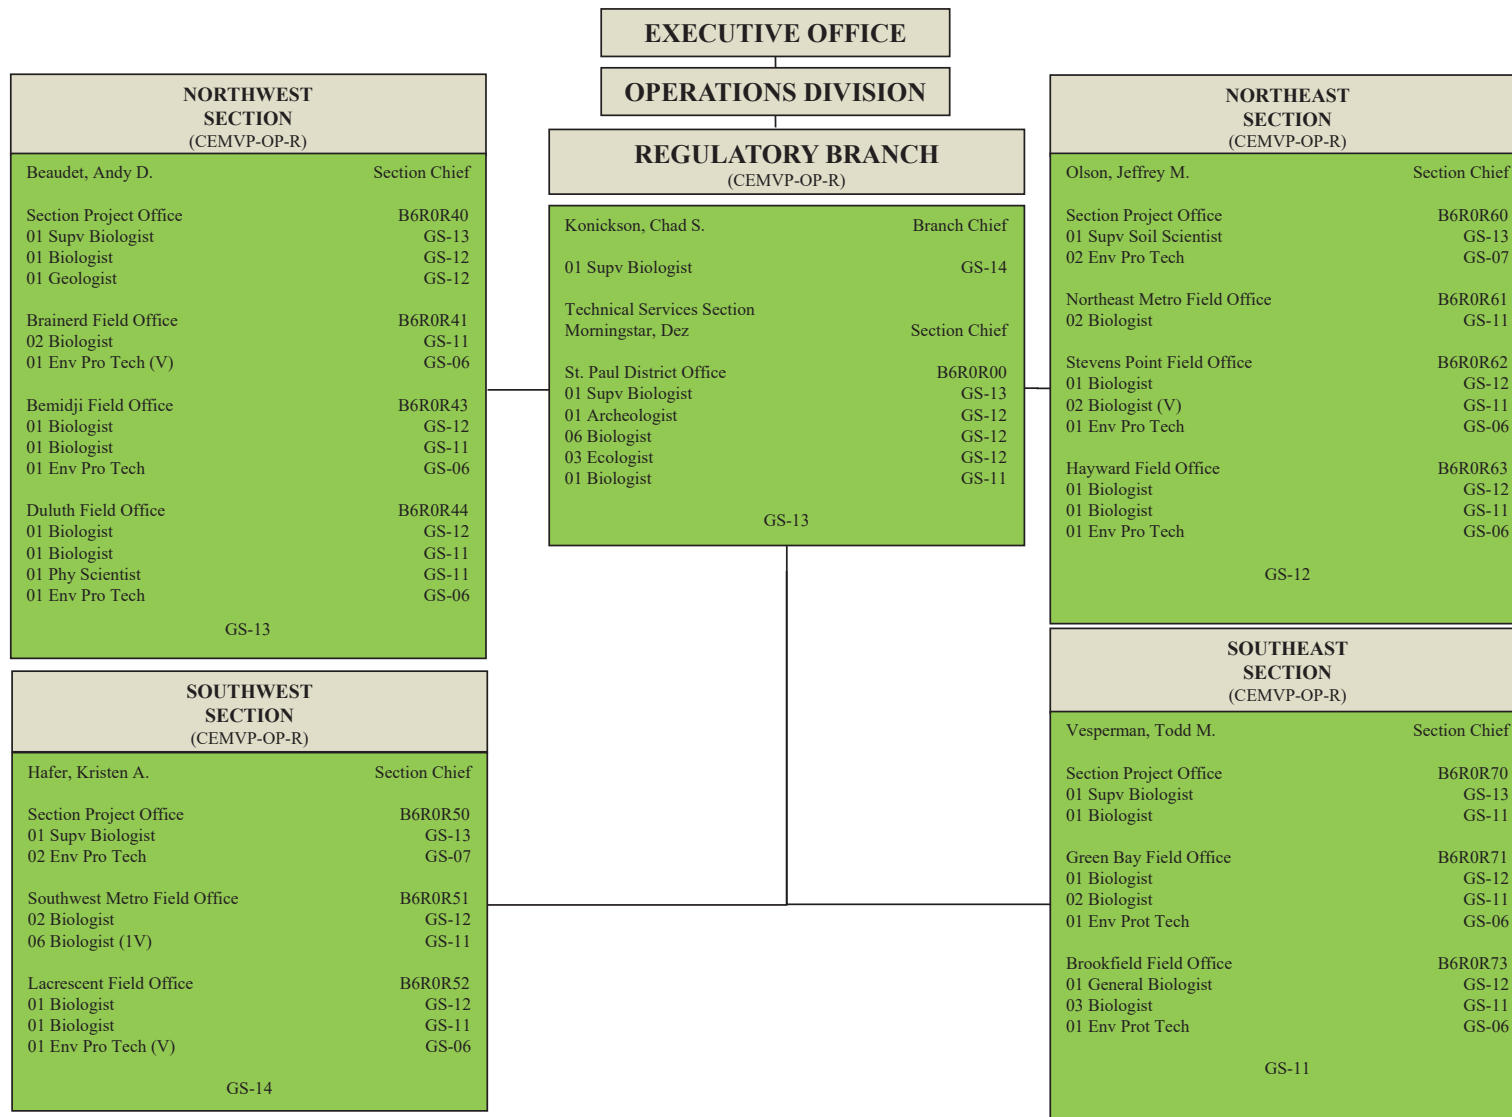 EXECUTIVE OFFICE
OPERATIONS DIVISION
REGULATORY BRANCH
(CEMVP-OP-R)
Konickson, Chad S. Branch Chief
01 Supv Biologist GS-14
Technical Services Section
Morningstar, Dez Section Chief
St. Paul District Office B6R0R00
01 Supv Biologist GS-13
01 Archeologist GS-12
06 Biologist GS-12
03 Ecologist GS-12
01 Biologist GS-11
GS-13
NORTHWEST
SECTION
(CEMVP-OP-R)
Beaudet, Andy D. Section Chief
Section Project Office B6R0R40
01 Supv Biologist GS-13
01 Biologist GS-12
01 Geologist GS-12
Brainerd Field Office B6R0R41
02 Biologist GS-11
01 Env Pro Tech (V) GS-06
Bemidji Field Office B6R0R43
01 Biologist GS-12
01 Biologist GS-11
01 Env Pro Tech GS-06
Duluth Field Office B6R0R44
01 Biologist GS-12
01 Biologist GS-11
01 Phy Scientist GS-11
01 Env Pro Tech GS-06
GS-13
NORTHEAST
SECTION
(CEMVP-OP-R)
Olson, Jeffrey M. Section Chief
Section Project Office B6R0R60
01 Supv Soil Scientist GS-13
02 Env Pro Tech GS-07
Northeast Metro Field Office B6R0R61
02 Biologist GS-11
Stevens Point Field Office B6R0R62
01 Biologist GS-12
02 Biologist (V) GS-11
01 Env Pro Tech GS-06
Hayward Field Office B6R0R63
01 Biologist GS-12
01 Biologist GS-11
01 Env Pro Tech GS-06
GS-12
SOUTHWEST
SECTION
(CEMVP-OP-R)
Hafer, Kristen A. Section Chief
Section Project Office B6R0R50
01 Supv Biologist GS-13
02 Env Pro Tech GS-07
Southwest Metro Field Office B6R0R51
02 Biologist GS-12
06 Biologist (1V) GS-11
Lacrescent Field Office B6R0R52
01 Biologist GS-12
01 Biologist GS-11
01 Env Pro Tech (V) GS-06
GS-14
SOUTHEAST
SECTION
(CEMVP-OP-R)
Vesperman, Todd M. Section Chief
Section Project Office B6R0R70
01 Supv Biologist GS-13
01 Biologist GS-11
Green Bay Field Office B6R0R71
01 Biologist GS-12
02 Biologist GS-11
01 Env Prot Tech GS-06
Brookfield Field Office B6R0R73
01 General Biologist GS-12
03 Biologist GS-11
01 Env Prot Tech GS-06
GS-11